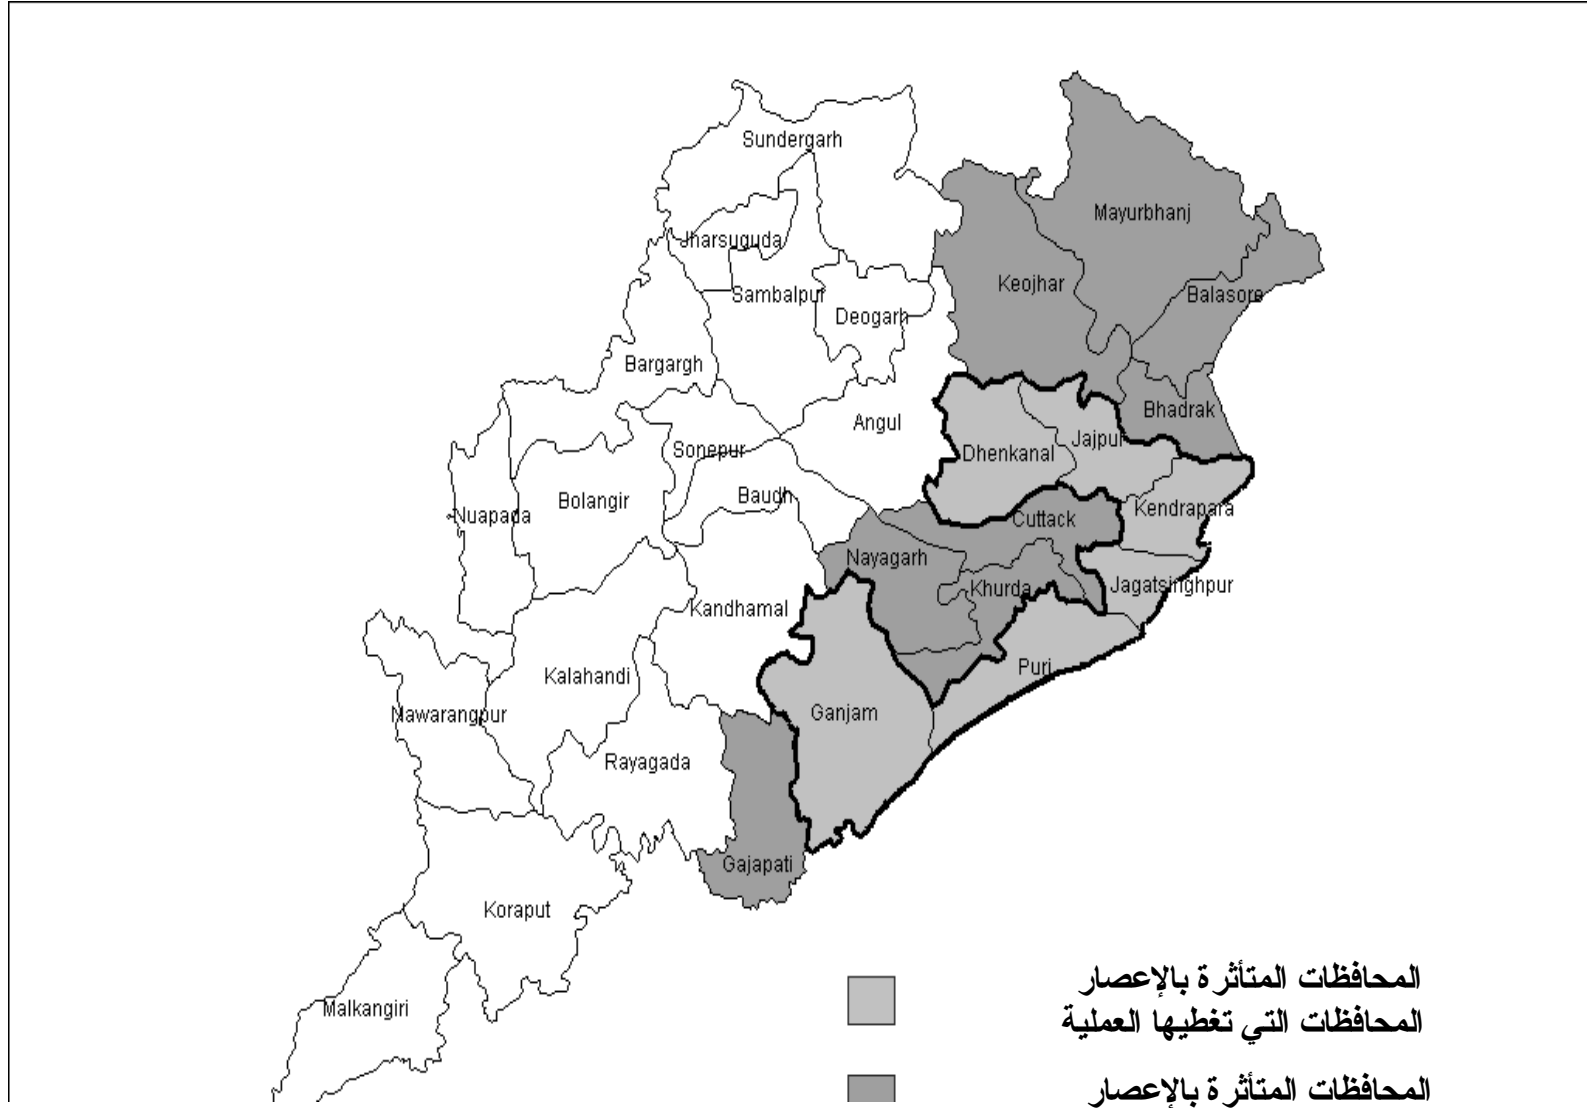 Sundergarh
Mayurbhanj
Jharsuguda
Keojhar
Sambalpur
Balasore
Deogarh
Bargargh
Bhadrak
Angul
Jajpur
Sonepur
Dhenkanal
Baudh
Bolangir
Kendrapara
Nuapada
Cuttack
Nayagarh
Khurda
Jagatsinghpur
Kandhamal
Puri
Kalahandi
Ganjam
Nawarangpur
Rayagada
Gajapati
Koraput
Malkangiri
المحافظات المتأثرة بالإعصار
المحافظات التي تغطيها العملية
المحافظات المتأثرة بالإعصار